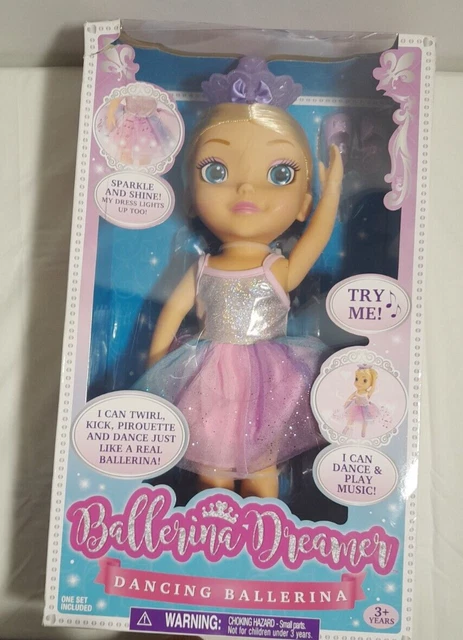 SPARKLE
AND SHINE!
MY DRESS LIGHTS
UP TOO!
TRY
ME!
I CAN TWIRL,
KICK, PIROUETTE
AND DANCE JUST
LIKE A REAL
BALLERINA!
I CAN
DANCE &
PLAY
MUSIC!
Ballerina Dreamer
DANCING BALLERINA
ONE SET
INCLUDED
3+
YEARS
WARNING: CHOKING HAZARD - Small parts.
Not for children under 3 years.